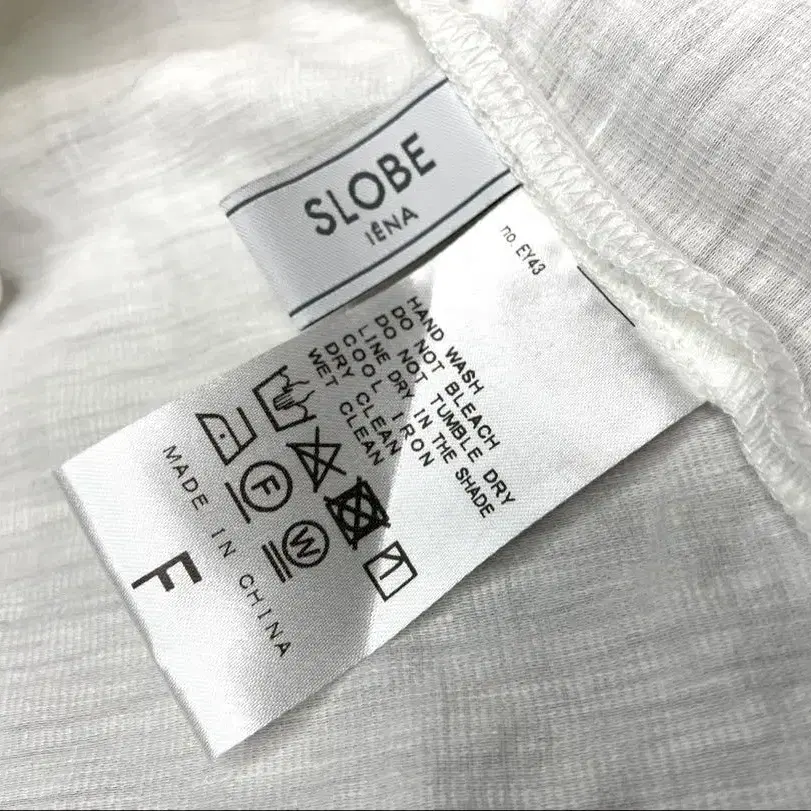 SLOBE
IÉNA
no. EY43
HAND WASH
DO NOT BLEACH
DO NOT TUMBLE DRY
LINE DRY IN THE SHADE
COOL IRON
DRY CLEAN
WET CLEAN
F
W
MADE IN CHINA
F